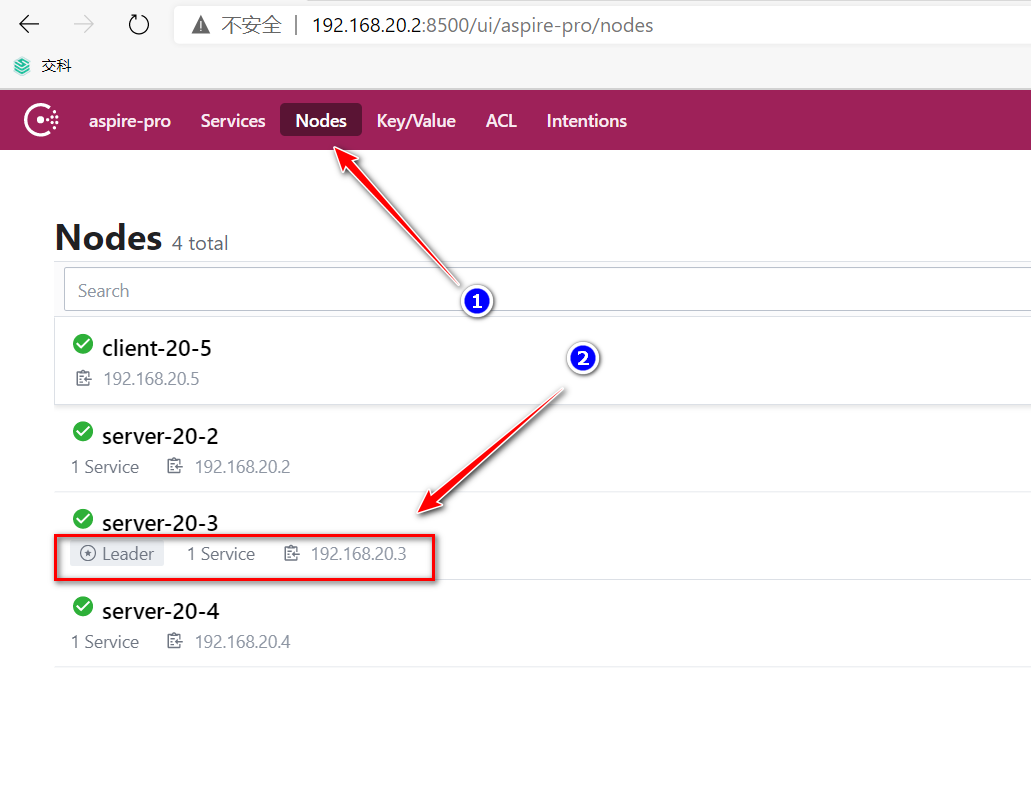 不安全 | 192.168.20.2:8500/ui/aspire-pro/nodes
交科
aspire-pro Services Nodes Key/Value ACL Intentions
Nodes 4 total
Search
1
client-20-5
2
192.168.20.5
server-20-2
1 Service 192.168.20.2
server-20-3
Leader 1 Service 192.168.20.3
server-20-4
1 Service 192.168.20.4